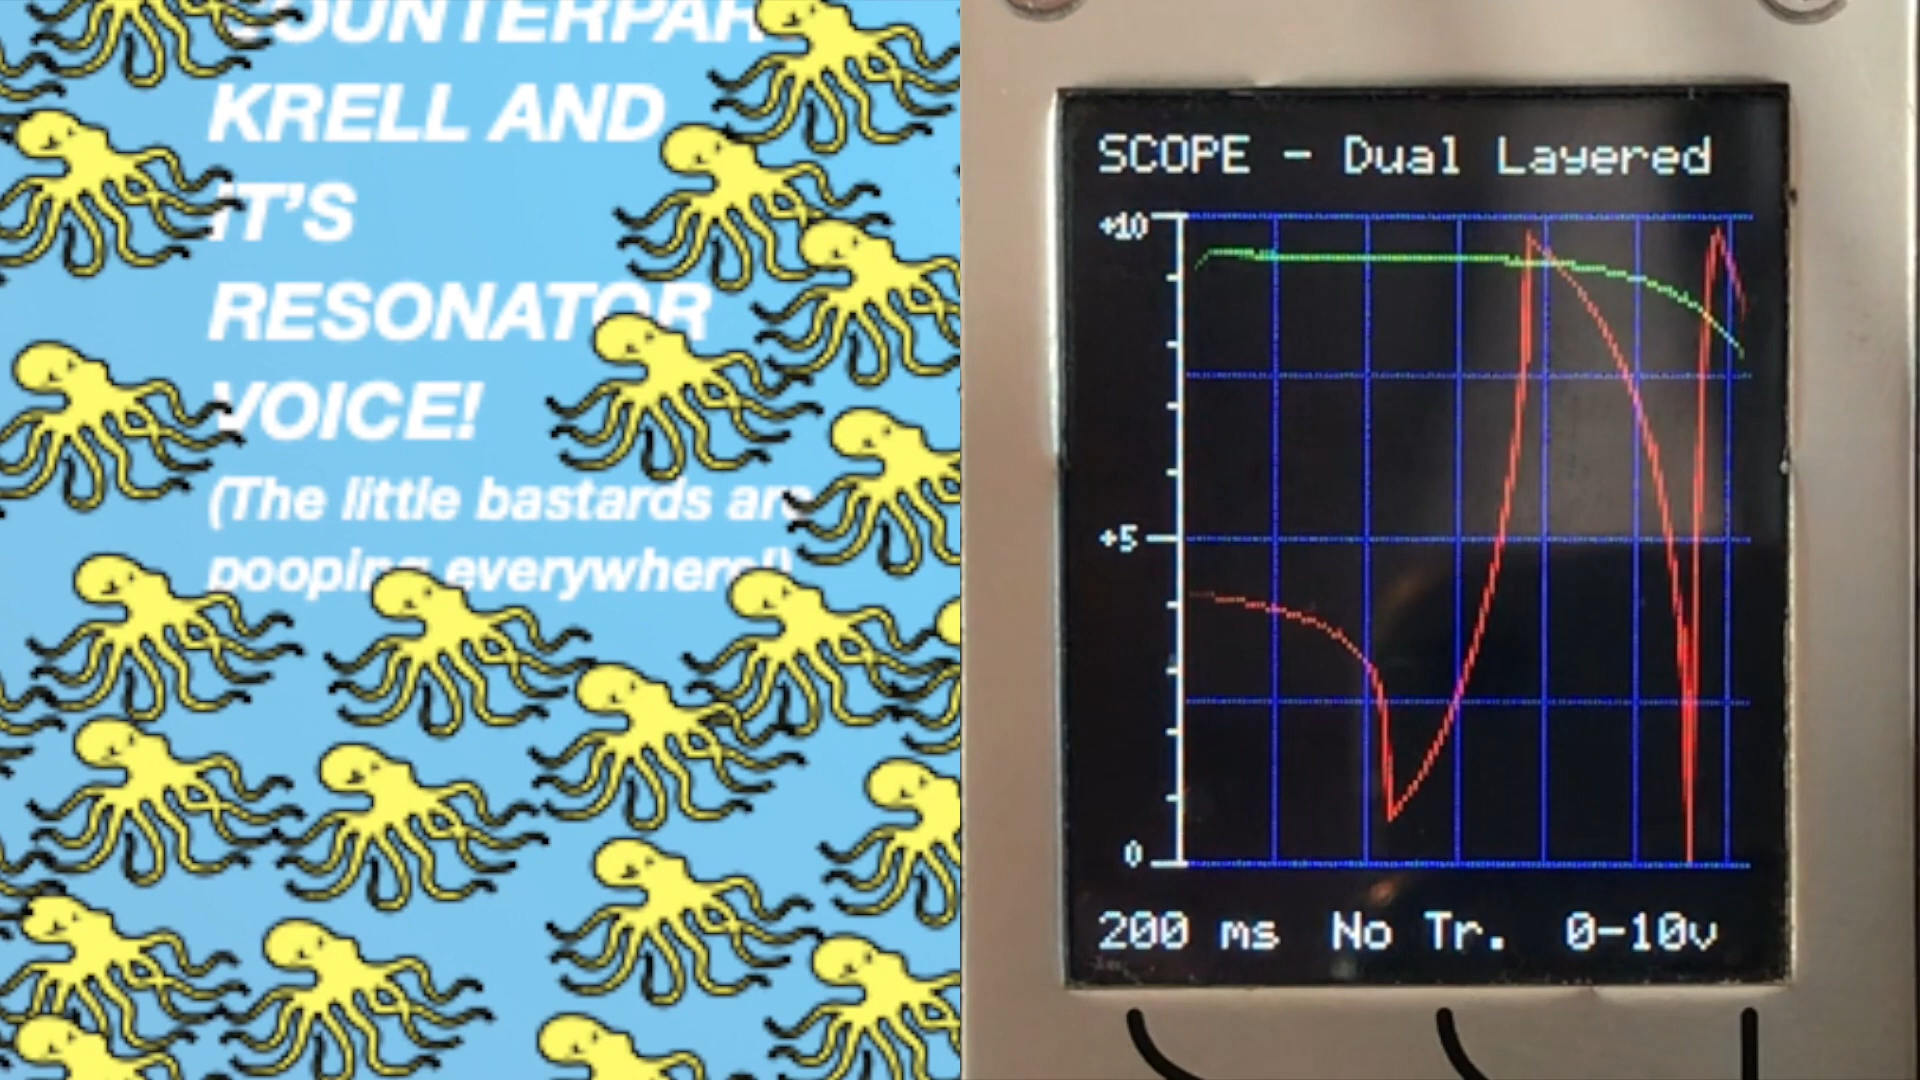 COUNTERPAR
KRELL AND
IT'S
RESONATOR
VOICE!
(The little bastards are
pooping everywhere!)
SCOPE - Dual Layered
+10
+5
0
200 ms No Tr. 0-10v